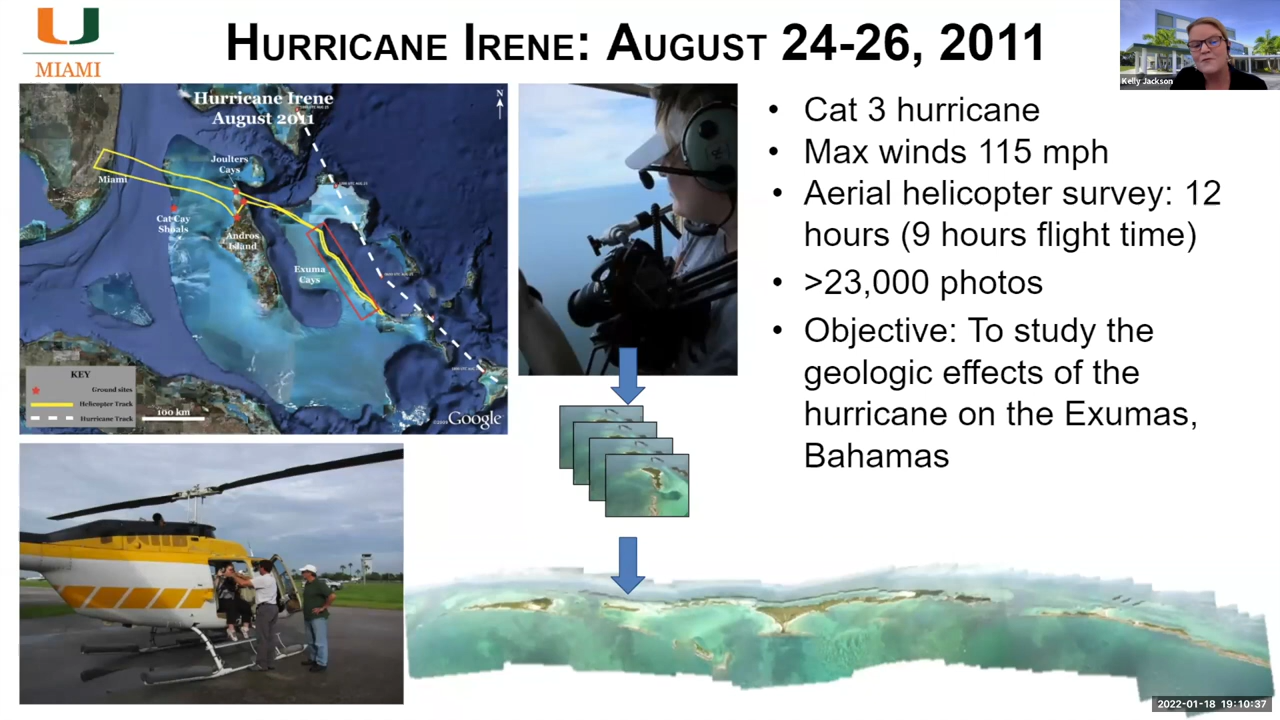 MIAMI
HURRICANE IRENE: AUGUST 24-26, 2011
Kelly Jackson
Hurricane Irene
August 2011
N
Joulters
Cays
Miami
Cat Cay
Shoals
Andros
Island
Exuma
Cays
KEY
Ground sites
Helicopter Track
Hurricane Track
100 km
Google
• Cat 3 hurricane
• Max winds 115 mph
• Aerial helicopter survey: 12
hours (9 hours flight time)
• >23,000 photos
• Objective: To study the
geologic effects of the
hurricane on the Exumas,
Bahamas
2022-01-18 19:10:37